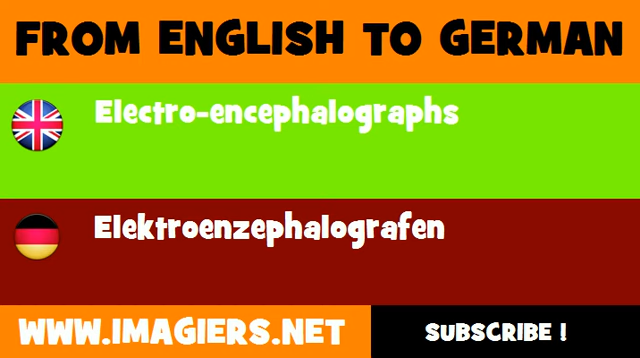 FROM ENGLISH TO GERMAN
Electro-encephalographs
Elektroenzephalografen
WWW.IMAGIERS.NET
SUBSCRIBE !